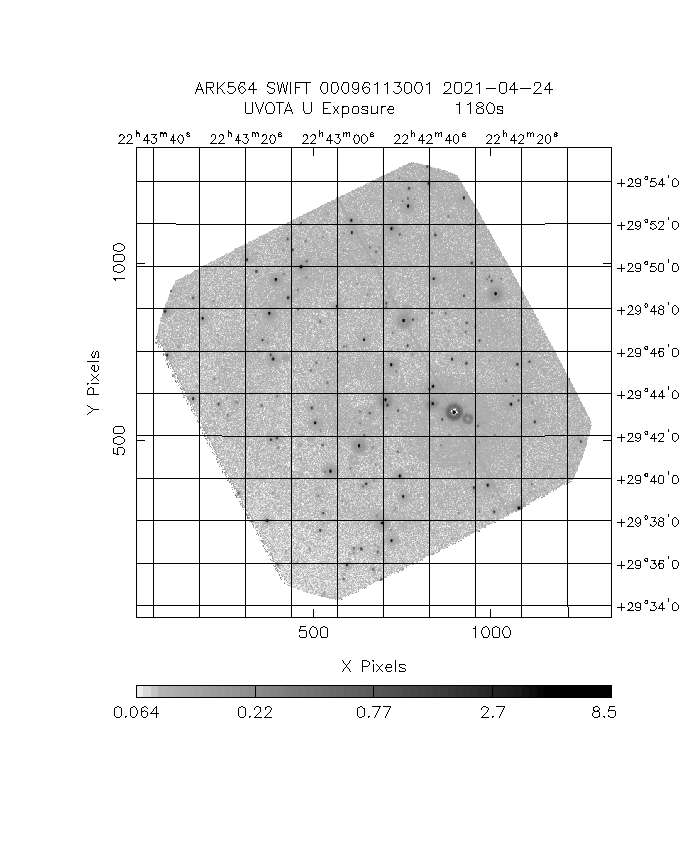 ARK564 SWIFT 00096113001 2021-04-24
UVOTA U Exposure 1180s
22ʰ43ᵐ40ˢ 22ʰ43ᵐ20ˢ 22ʰ43ᵐ00ˢ 22ʰ42ᵐ40ˢ 22ʰ42ᵐ20ˢ
+29°54'0
+29°52'0
+29°50'0
+29°48'0
+29°46'0
+29°44'0
+29°42'0
+29°40'0
+29°38'0
+29°36'0
+29°34'0
1000
500
Y Pixels
500 1000
X Pixels
0.064 0.22 0.77 2.7 8.5